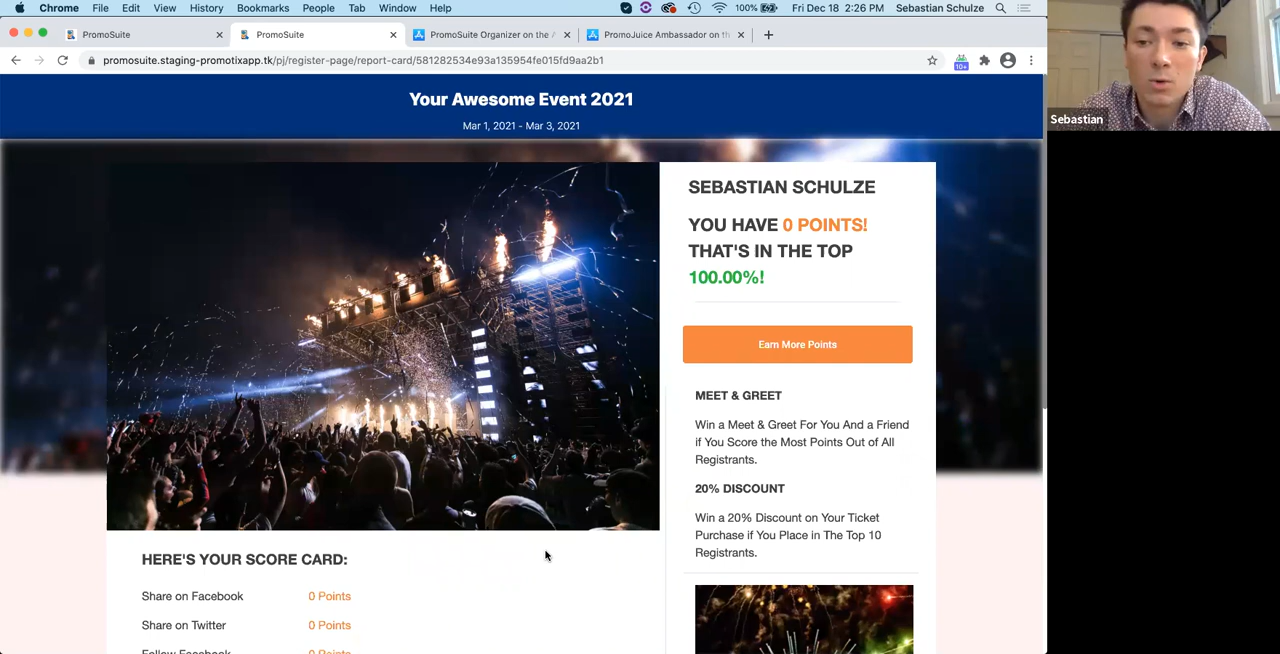 Chrome File Edit View History Bookmarks People Tab Window Help 100% Fri Dec 18 2:26 PM Sebastian Schulze
PromoSuite PromoSuite PromoSuite Organizer on the A PromoJuice Ambassador on th
promosuite.staging-promotixapp.tk/pj/register-page/report-card/581282534e93a135954fe015fd9aa2b1 10+
Your Awesome Event 2021
Mar 1, 2021 - Mar 3, 2021
Sebastian
SEBASTIAN SCHULZE
YOU HAVE 0 POINTS!
THAT'S IN THE TOP
100.00%!
Earn More Points
MEET & GREET
Win a Meet & Greet For You And a Friend
if You Score the Most Points Out of All
Registrants.
20% DISCOUNT
Win a 20% Discount on Your Ticket
Purchase if You Place in The Top 10
Registrants.
HERE'S YOUR SCORE CARD:
Share on Facebook 0 Points
Share on Twitter 0 Points
Follow Facebook 0 Points